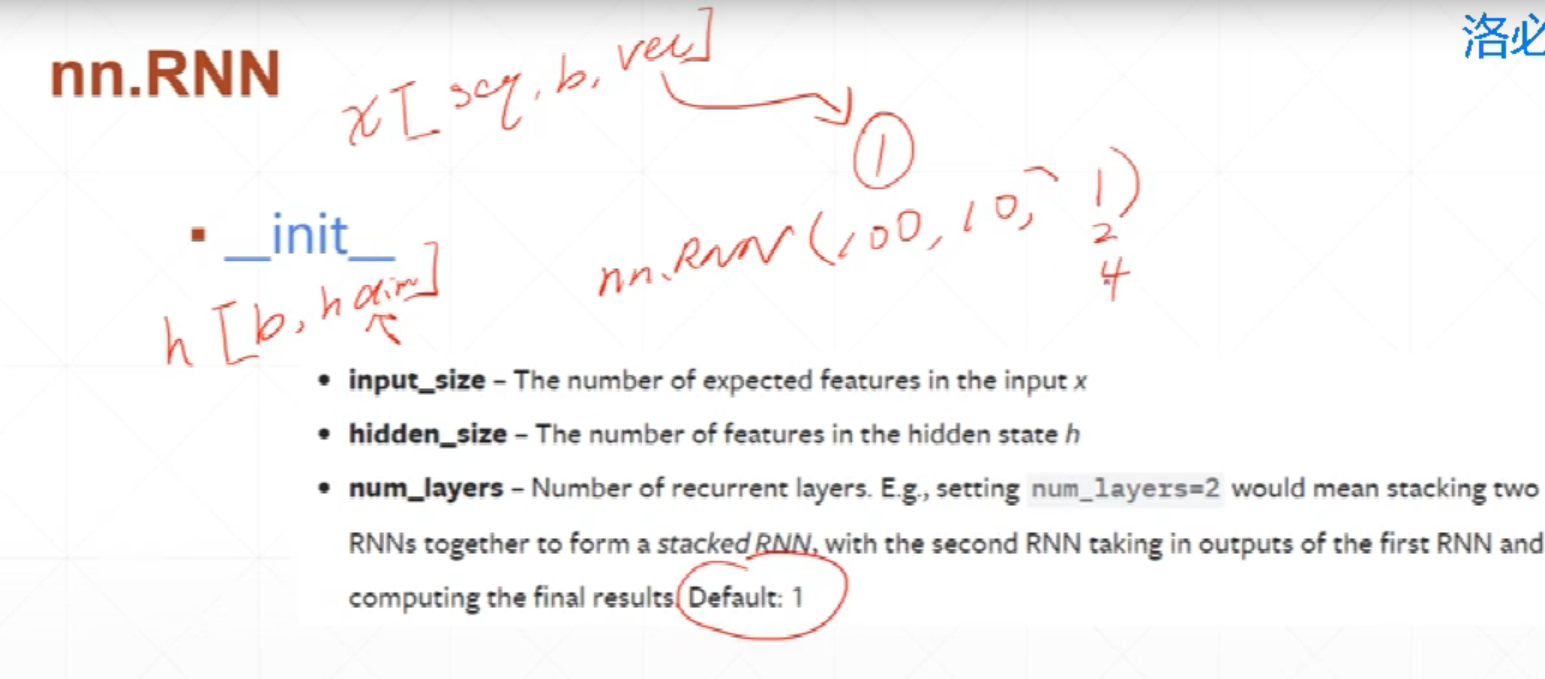 洛必
nn.RNN
x[seq, b, vec]
①
__init__
nn.RNN(100, 10, 1)
2
4
h[b, h dim]
• input_size – The number of expected features in the input x
• hidden_size – The number of features in the hidden state h
• num_layers – Number of recurrent layers. E.g., setting num_layers=2 would mean stacking two
RNNs together to form a stacked RNN, with the second RNN taking in outputs of the first RNN and
computing the final results. Default: 1